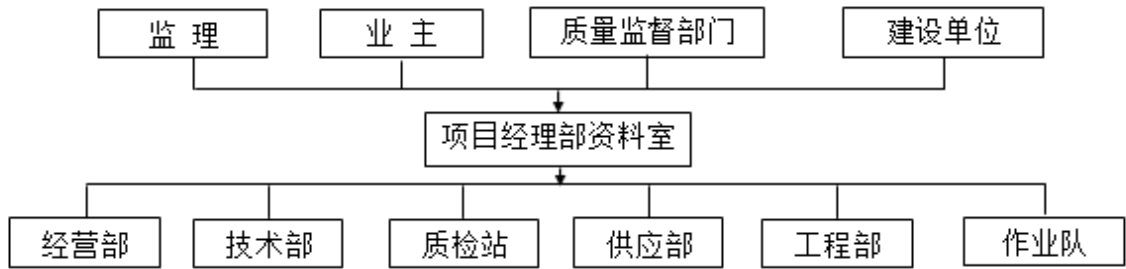 监 理
业 主
质量监督部门
建设单位
项目经理部资料室
经营部
技术部
质检站
供应部
工程部
作业队